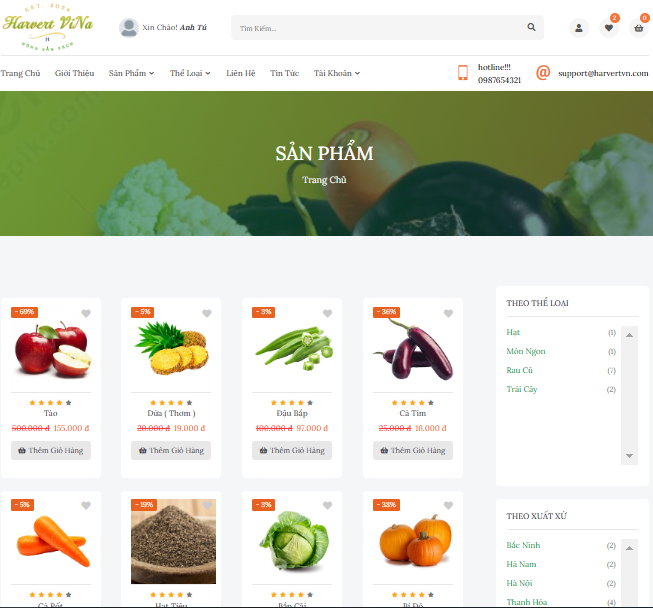 EST. 2024
Harvert ViNa
H
NÔNG SẢN SẠCH
Xin Chào! Anh Tú
Tìm Kiếm...
2
0
Trang Chủ
Giới Thiệu
Sản Phẩm
Thể Loại
Liên Hệ
Tin Tức
Tài Khoản
hotline!!!
0987654321
@
support@harvertvn.com
SẢN PHẨM
Trang Chủ
- 69%
Táo
500.000 đ 155.000 đ
Thêm Giỏ Hàng
- 5%
Dứa ( Thơm )
20.000 đ 19.000 đ
Thêm Giỏ Hàng
- 3%
Đậu Bắp
100.000 đ 97.000 đ
Thêm Giỏ Hàng
- 36%
Cà Tím
25.000 đ 16.000 đ
Thêm Giỏ Hàng
- 5%
Cà Rốt
- 19%
Hạt Tiêu
- 3%
Bắp Cải
- 38%
Bí Đỏ
THEO THỂ LOẠI
Hạt (1)
Món Ngon (1)
Rau Củ (7)
Trái Cây (2)
THEO XUẤT XỨ
Bắc Ninh (2)
Hà Nam (2)
Hà Nội (2)
Thanh Hóa (4)